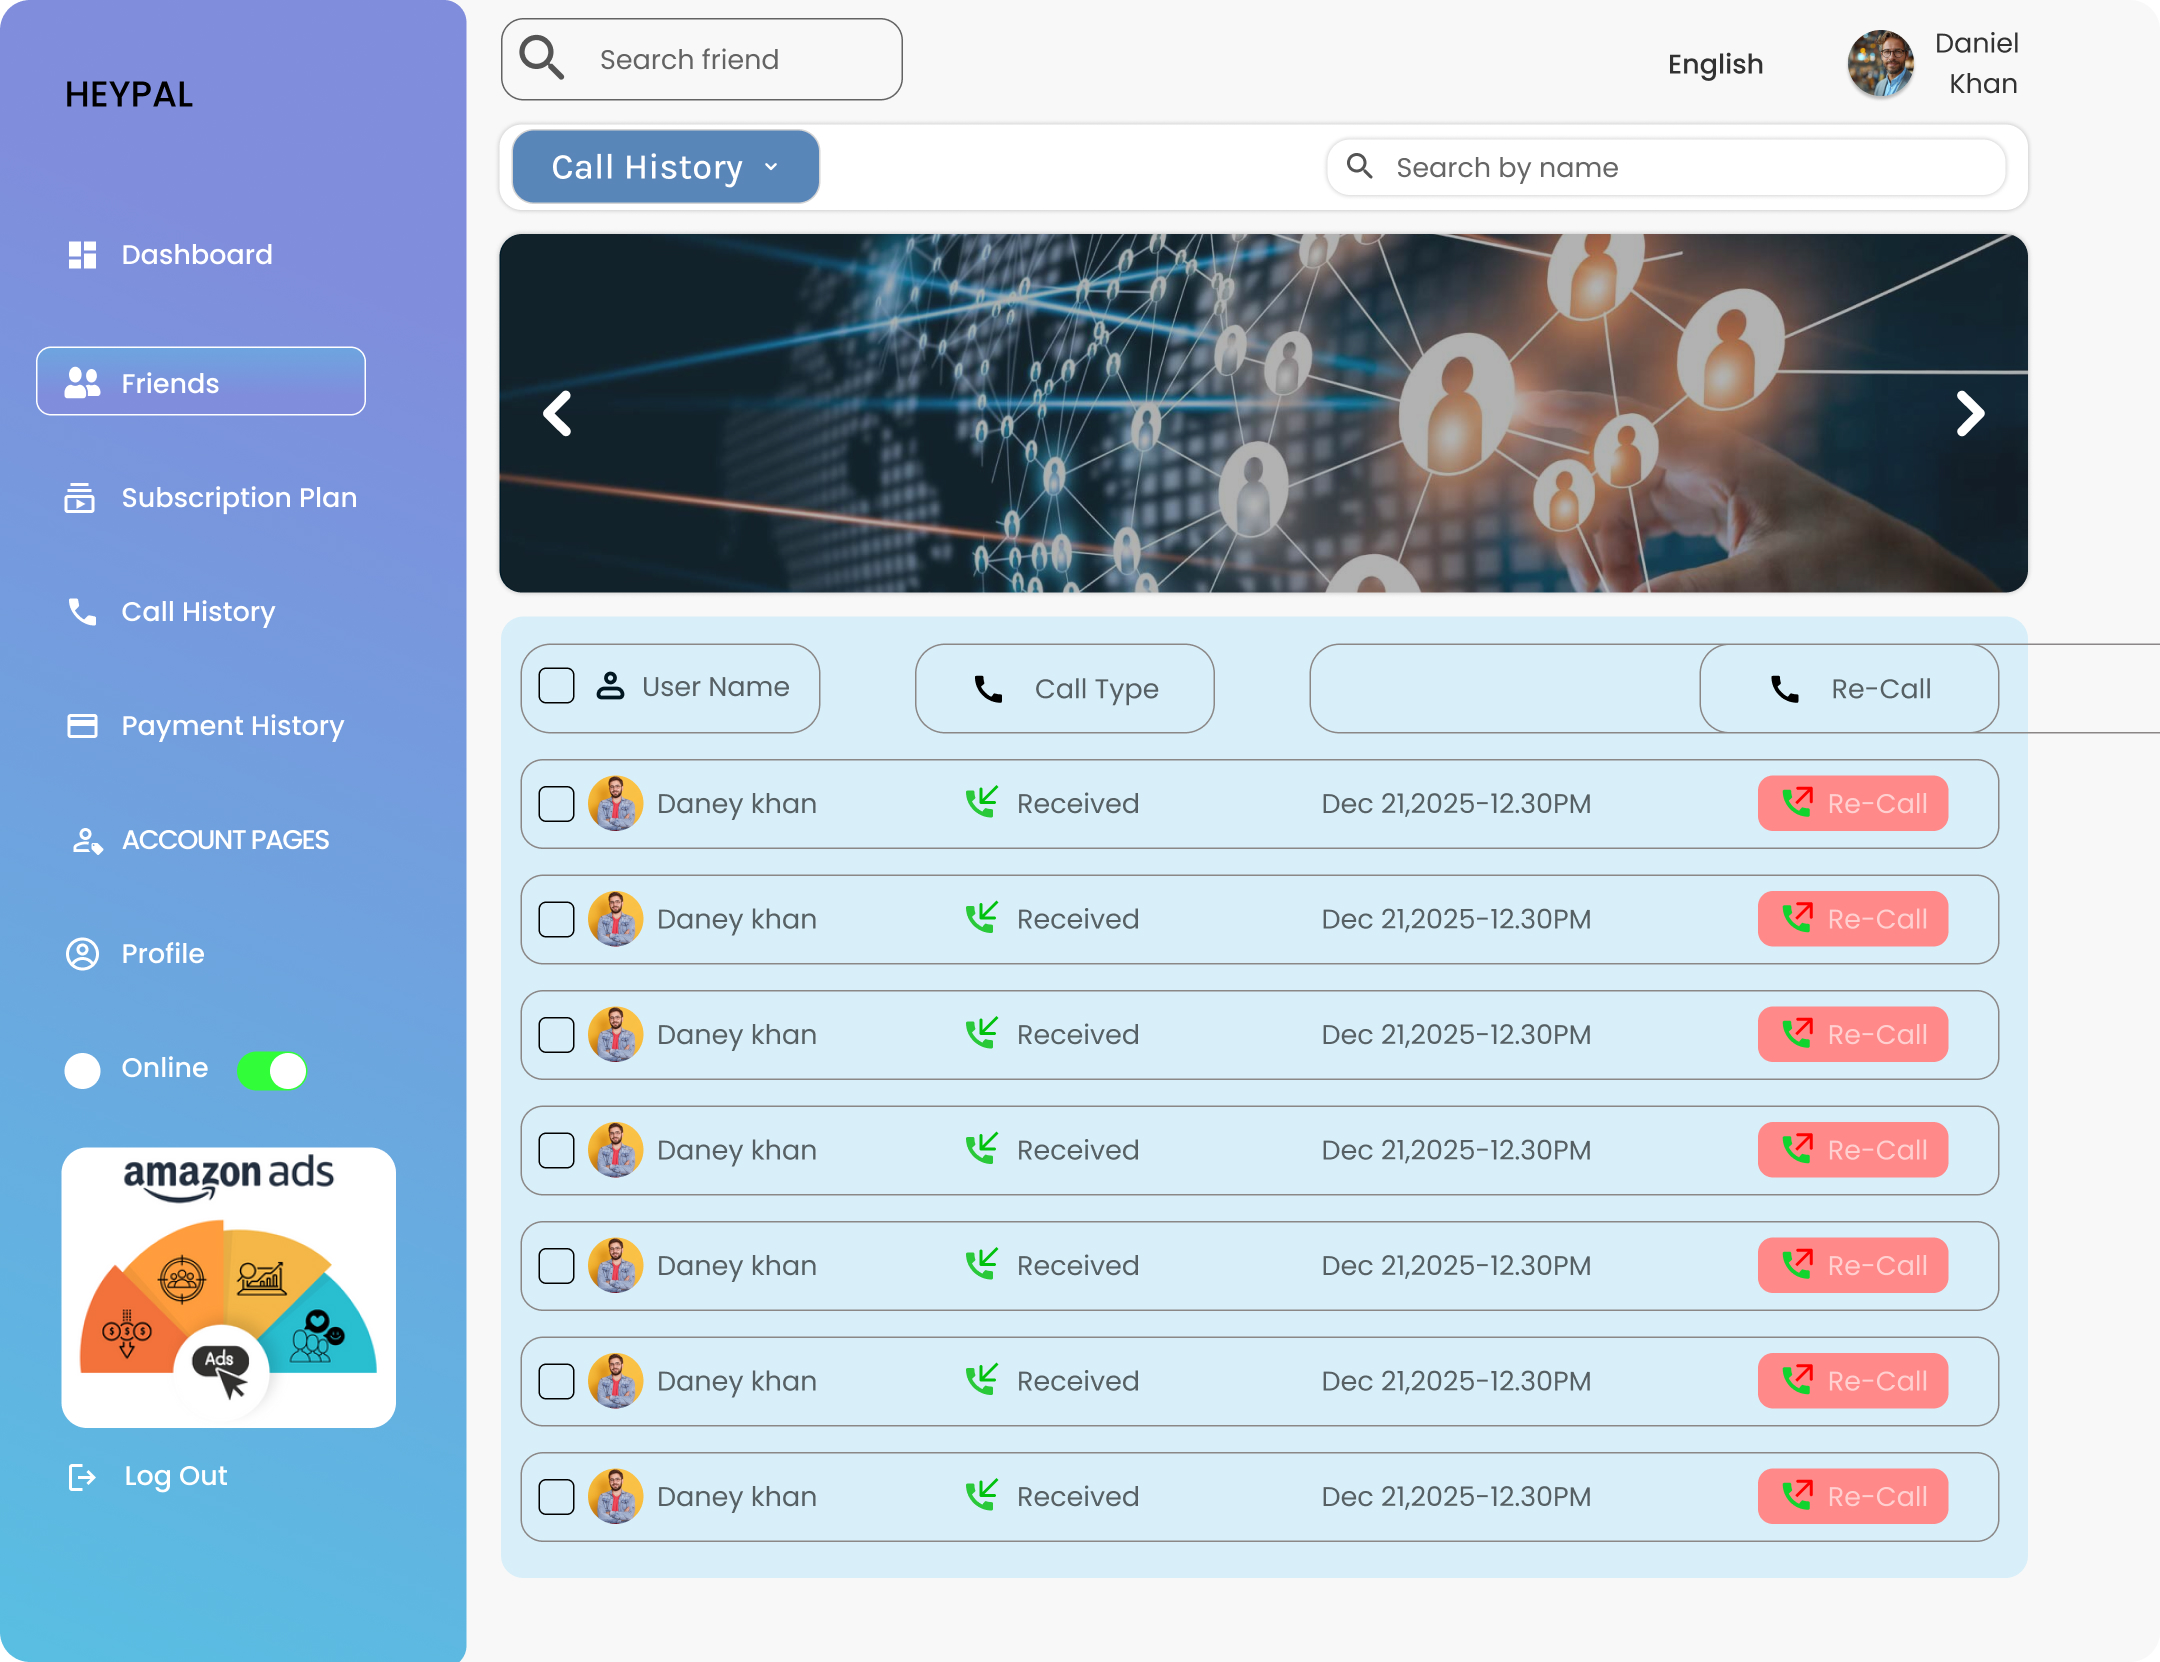 HEYPAL
Dashboard
Friends
Subscription Plan
Call History
Payment History
ACCOUNT PAGES
Profile
Online
amazon ads
$ $ $
Ads
Log Out
Search friend
English
Daniel
Khan
Call History
Search by name
User Name
Call Type
Re-Call
Daney khan Received Dec 21,2025-12.30PM Re-Call
Daney khan Received Dec 21,2025-12.30PM Re-Call
Daney khan Received Dec 21,2025-12.30PM Re-Call
Daney khan Received Dec 21,2025-12.30PM Re-Call
Daney khan Received Dec 21,2025-12.30PM Re-Call
Daney khan Received Dec 21,2025-12.30PM Re-Call
Daney khan Received Dec 21,2025-12.30PM Re-Call